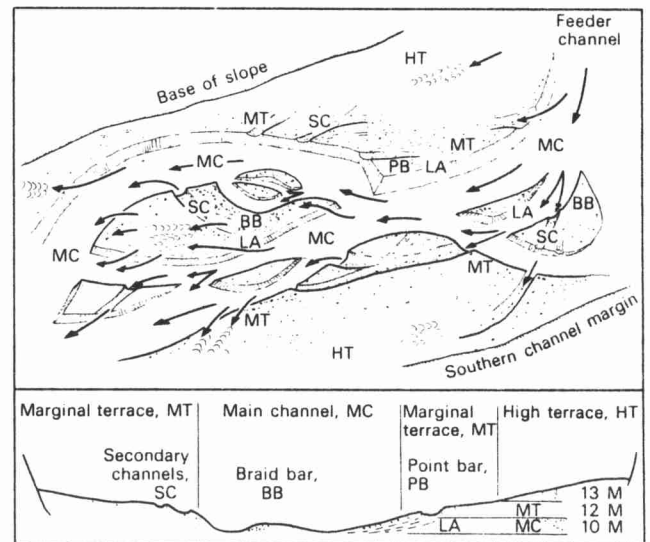 Feeder
channel
HT
Base of slope
MT
SC
MT
MC
MC
PB LA
SC
BB
LA
BB
LA
SC
MC
MC
MT
MT
HT
Southern channel margin
Marginal terrace, MT
Main channel, MC
Marginal
terrace, MT
High terrace, HT
Secondary
channels,
SC
Braid bar,
BB
Point bar,
PB
13 M
MT
12 M
LA
MC
10 M